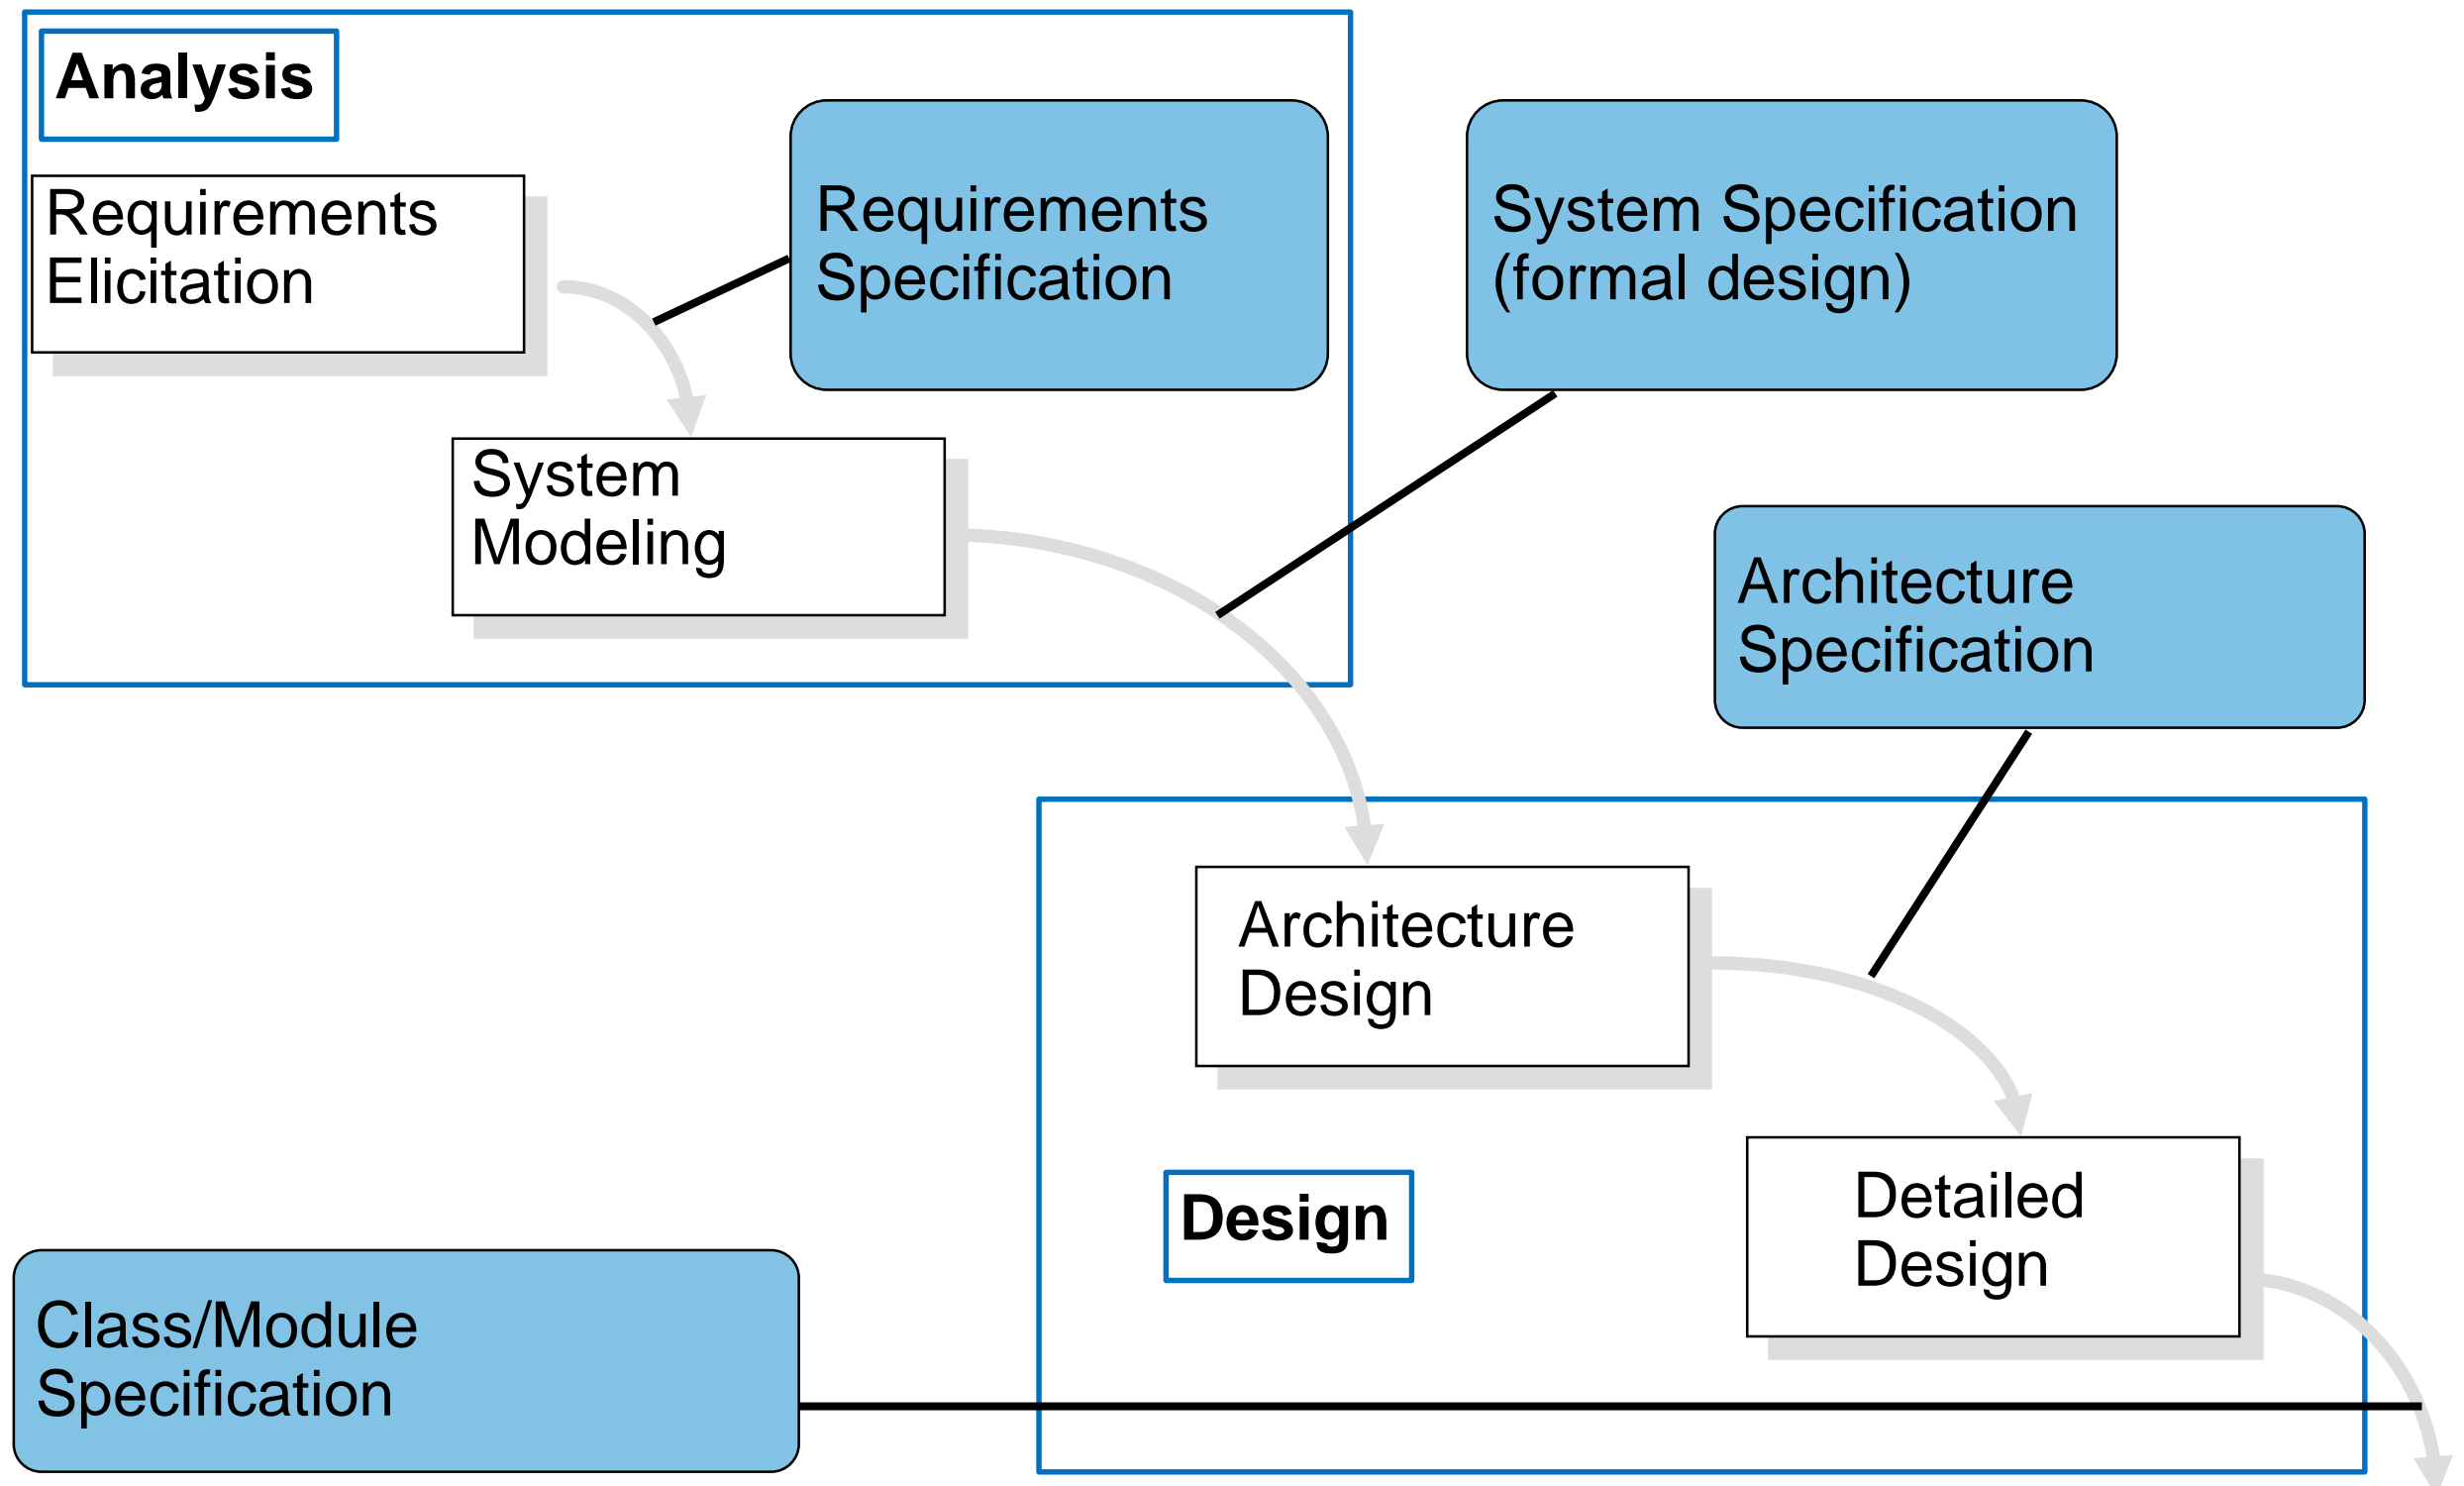 Analysis
Requirements
Elicitation
Requirements
Specification
System Specification
(formal design)
System
Modeling
Architecture
Specification
Architecture
Design
Detailed
Design
Design
Class/Module
Specification